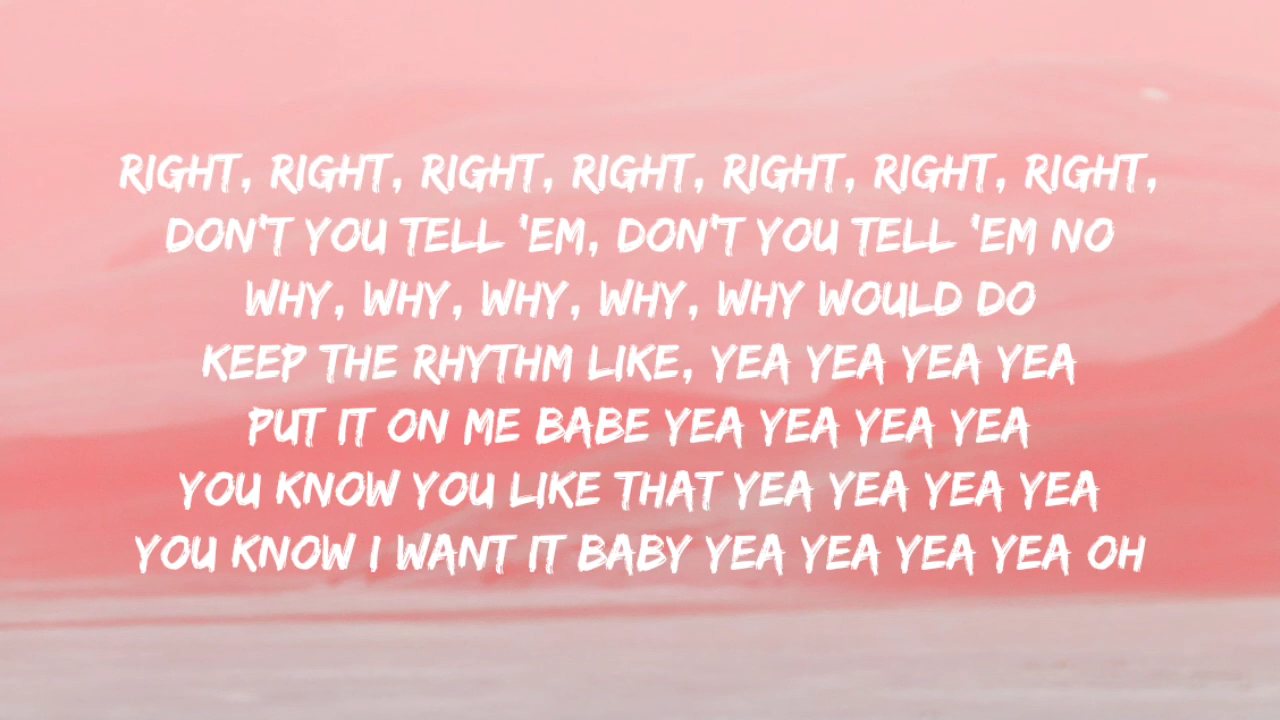 RIGHT, RIGHT, RIGHT, RIGHT, RIGHT, RIGHT, RIGHT,
DON'T YOU TELL 'EM, DON'T YOU TELL 'EM NO
WHY, WHY, WHY, WHY, WHY WOULD DO
KEEP THE RHYTHM LIKE, YEA YEA YEA YEA
PUT IT ON ME BABE YEA YEA YEA YEA
YOU KNOW YOU LIKE THAT YEA YEA YEA YEA
YOU KNOW I WANT IT BABY YEA YEA YEA YEA OH